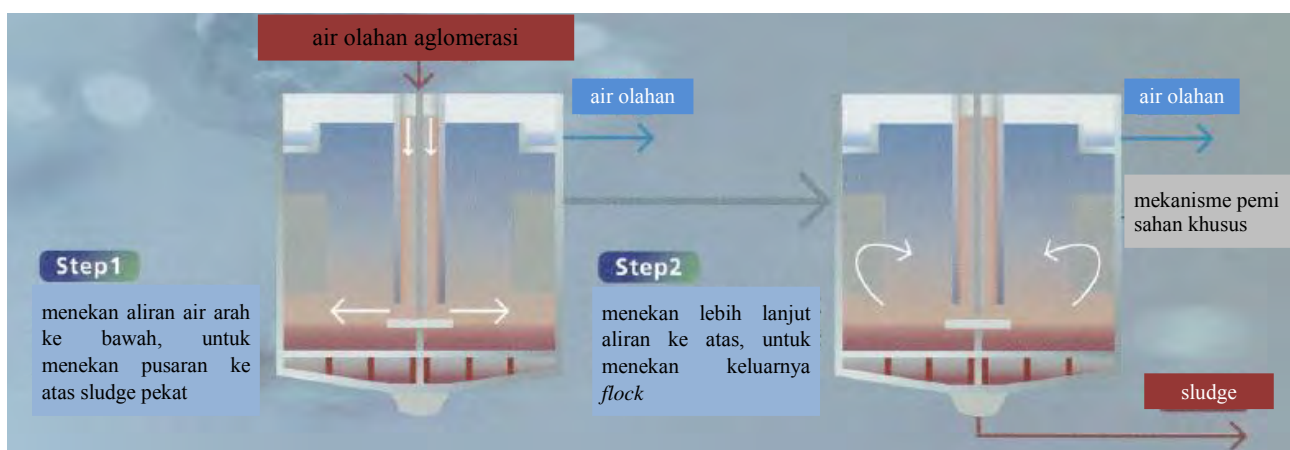 air olahan aglomerasi
air olahan
air olahan
mekanisme pemi
sahan khusus
Step1
menekan aliran air arah
ke bawah, untuk
menekan pusaran ke
atas sludge pekat
Step2
menekan lebih lanjut
aliran ke atas, untuk
menekan keluarnya
flock
sludge